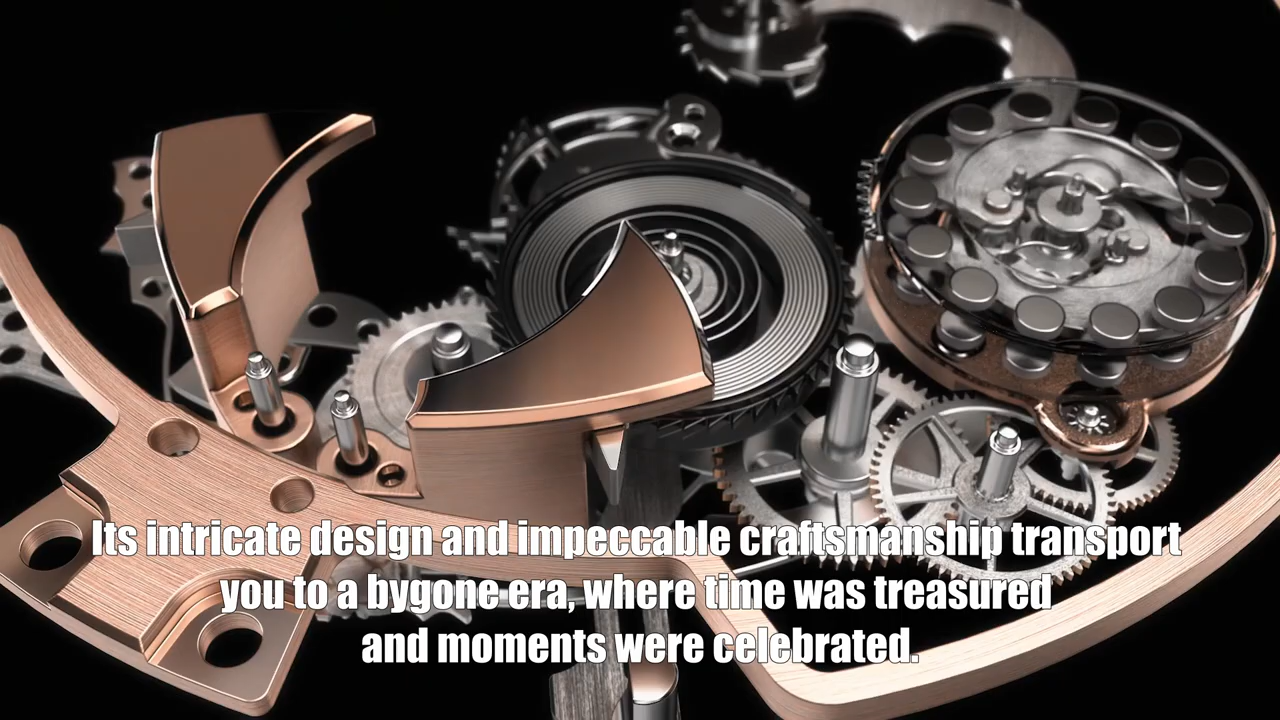 Its intricate design and impeccable craftsmanship transport
you to a bygone era, where time was treasured
and moments were celebrated.